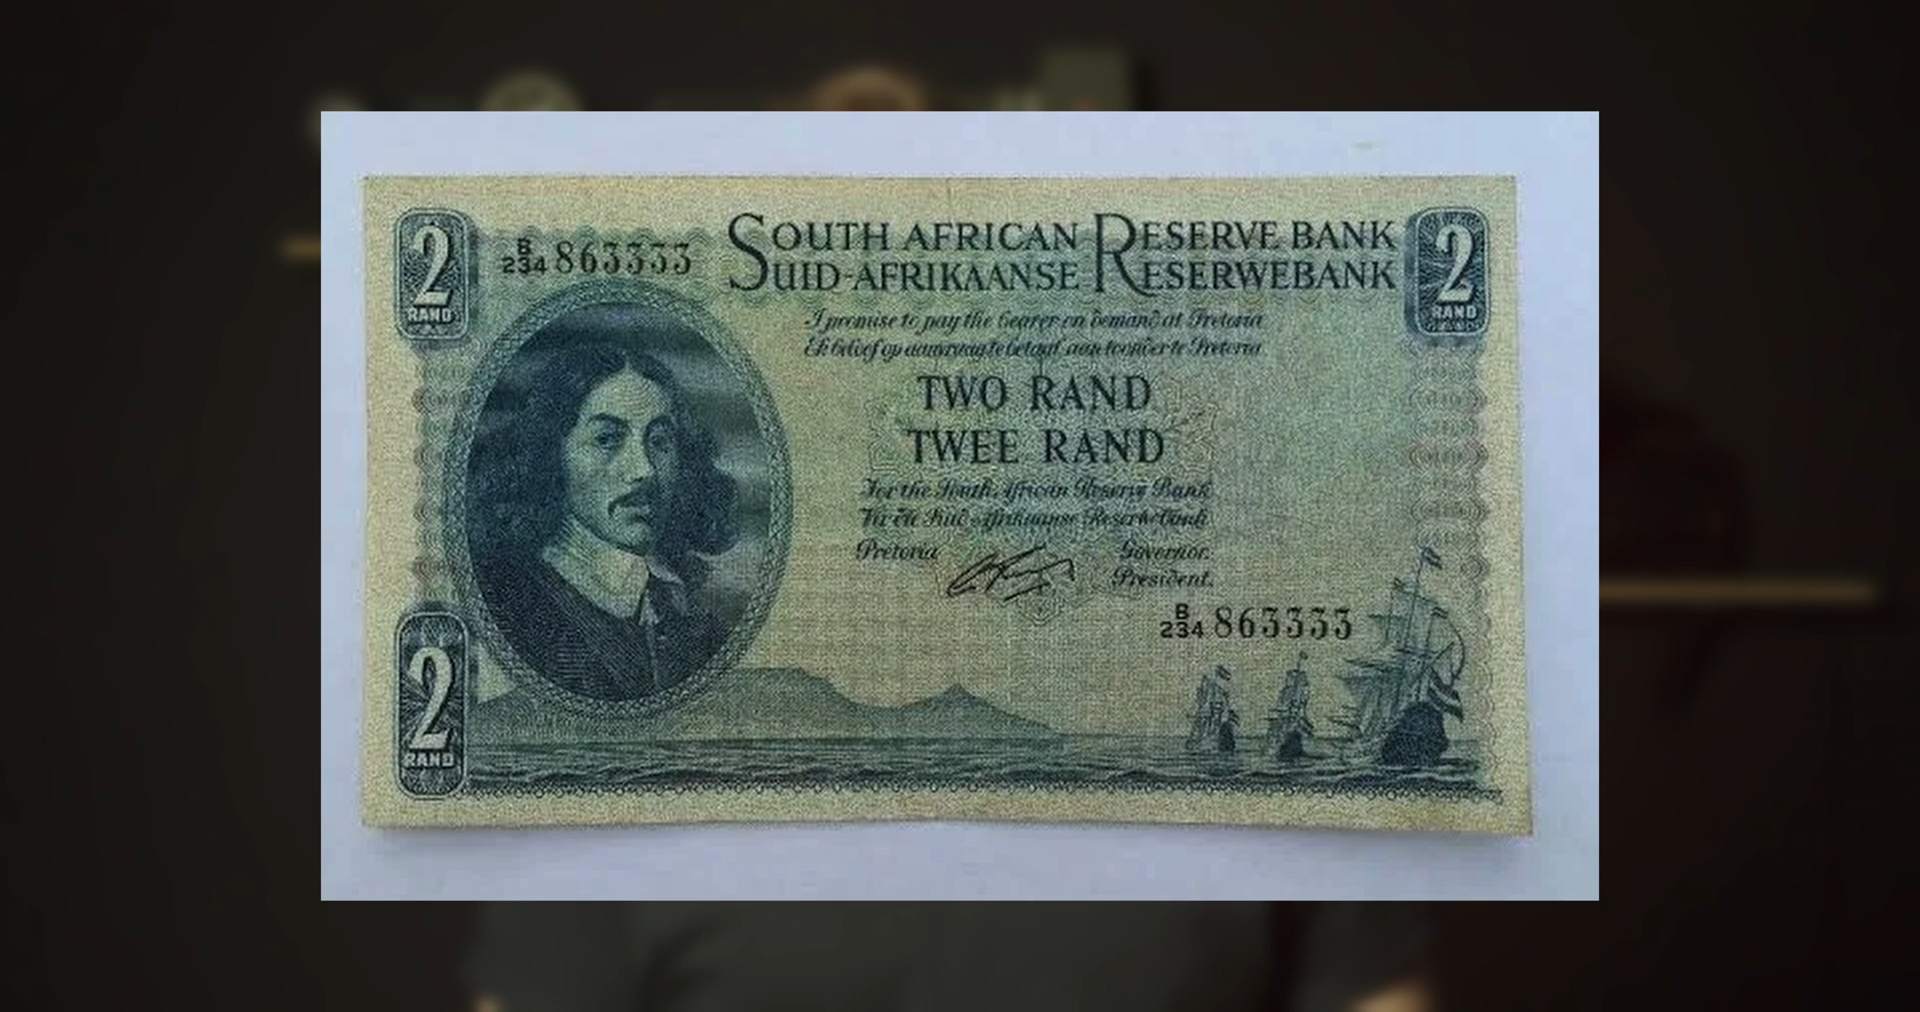 2
RAND
B
234 863333
SOUTH AFRICAN RESERVE BANK
SUID-AFRIKAANSE RESERWEBANK
2
RAND
I promise to pay the bearer on demand at Pretoria
Ek beloof op aanvraag te betaal aan toonder te Pretoria
TWO RAND
TWEE RAND
For the South African Reserve Bank
Vir die Suid-Afrikaanse Reserwebank
Pretoria
Governor.
President.
B
234 863333
2
RAND